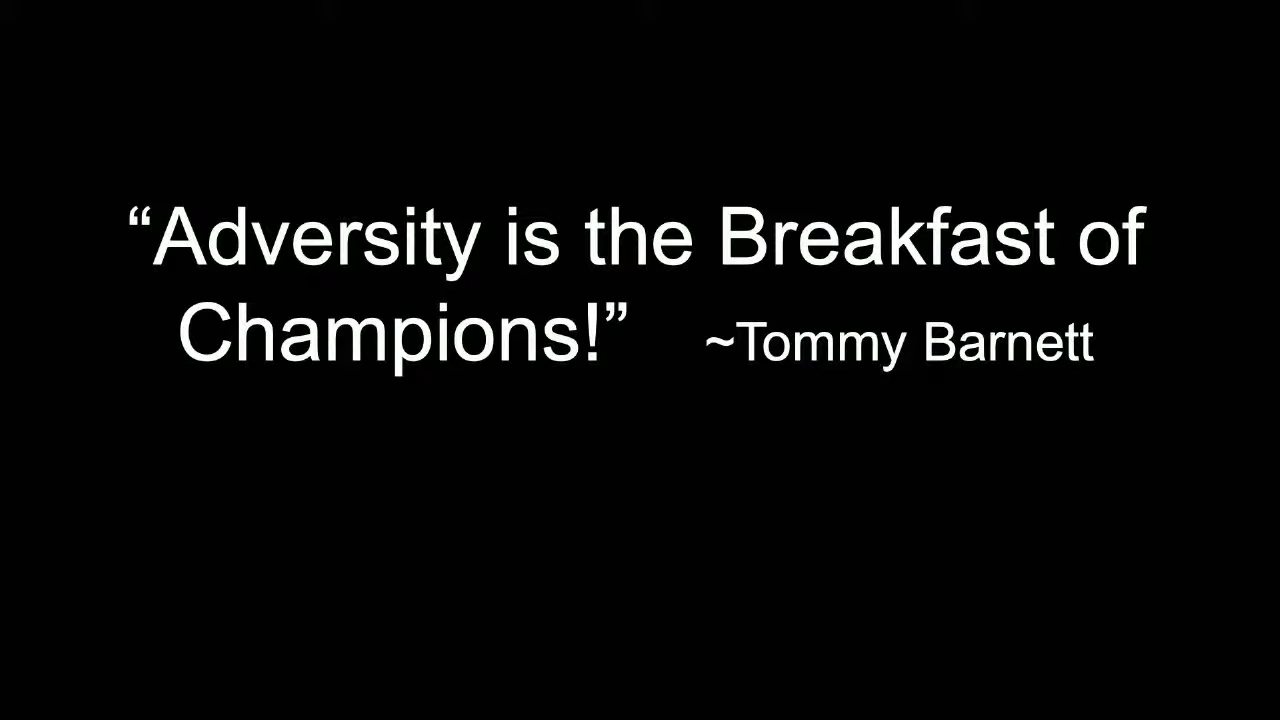 “Adversity is the Breakfast of
Champions!” ~Tommy Barnett